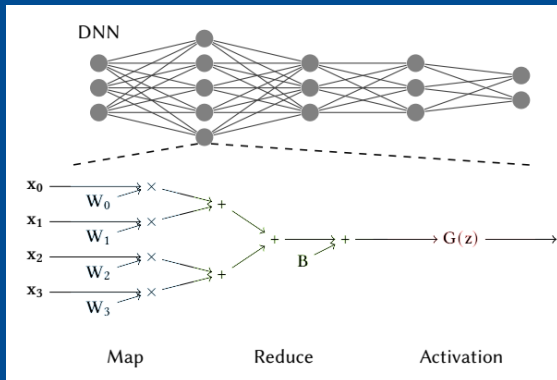 DNN
x0
W0
×
+
x1
W1
×
+
+
G(z)
B
x2
W2
×
+
x3
W3
×
Map Reduce Activation